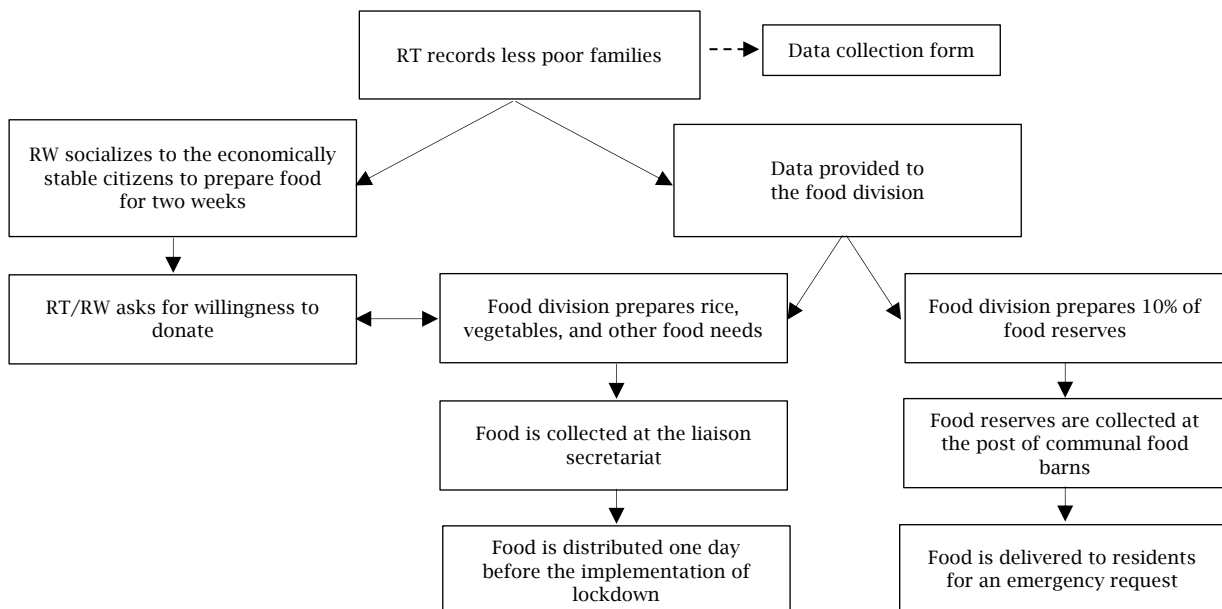 RT records less poor families
Data collection form
RW socializes to the economically
stable citizens to prepare food
for two weeks
Data provided to
the food division
RT/RW asks for willingness to
donate
Food division prepares rice,
vegetables, and other food needs
Food division prepares 10% of
food reserves
Food is collected at the liaison
secretariat
Food reserves are collected at
the post of communal food
barns
Food is distributed one day
before the implementation of
lockdown
Food is delivered to residents
for an emergency request